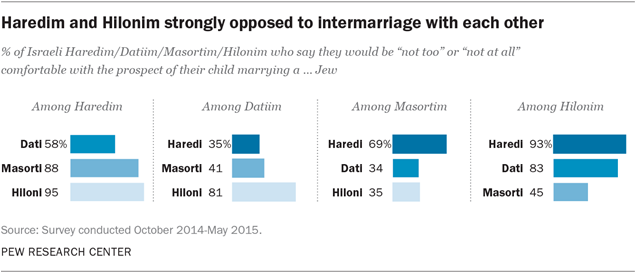 Haredim and Hilonim strongly opposed to intermarriage with each other
% of Israeli Haredim/Datiim/Masortim/Hilonim who say they would be “not too” or “not at all”
comfortable with the prospect of their child marrying a ... Jew
Among Haredim
Dati 58%
Masorti 88
Hiloni 95
Among Datiim
Haredi 35%
Masorti 41
Hiloni 81
Among Masortim
Haredi 69%
Dati 34
Hiloni 35
Among Hilonim
Haredi 93%
Dati 83
Masorti 45
Source: Survey conducted October 2014-May 2015.
PEW RESEARCH CENTER